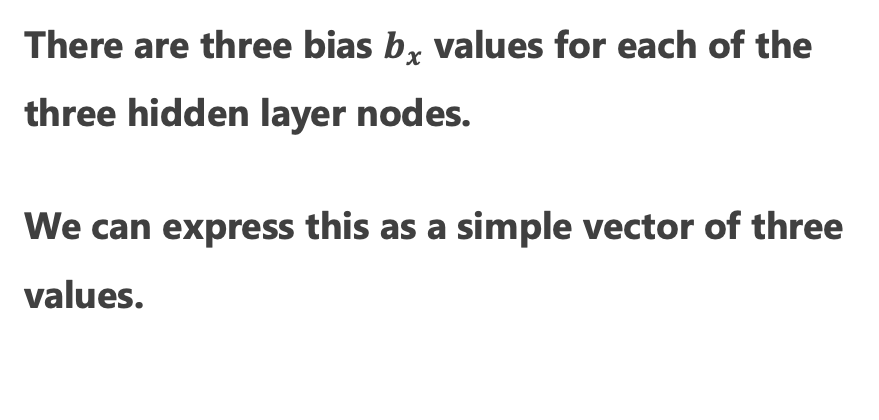 There are three bias bₓ values for each of the
three hidden layer nodes.
We can express this as a simple vector of three
values.